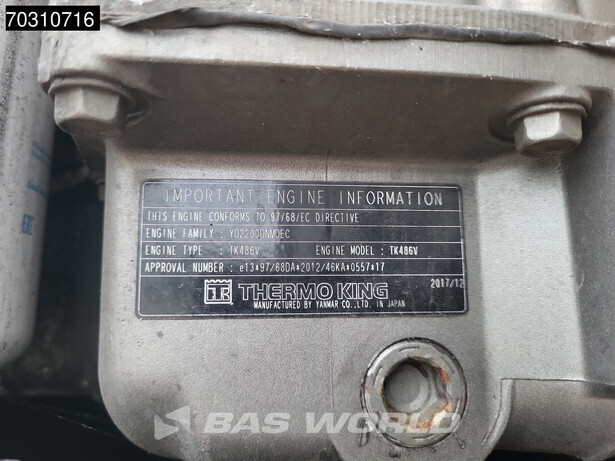 70310716
IMPORTANT ENGINE INFORMATION
THIS ENGINE CONFORMS TO 97/68/EC DIRECTIVE
ENGINE FAMILY : YDZ200DNMUEC
ENGINE TYPE : TK486V ENGINE MODEL : TK486V
APPROVAL NUMBER : e13*97/68DA*2012/46KA*0557*17
THERMO KING 2017/12
MANUFACTURED BY YANMAR CO.,LTD. IN JAPAN
BAS WORLD